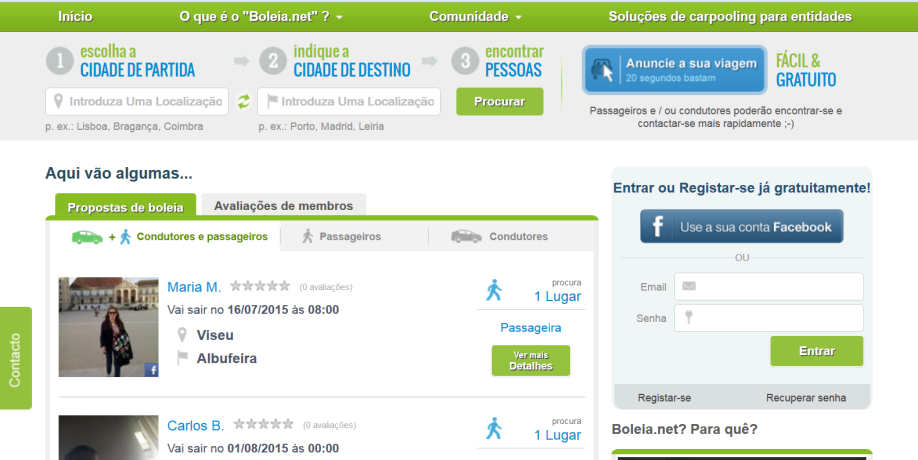 Início
O que é o "Boleia.net" ?
Comunidade
Soluções de carpooling para entidades
1 escolha a
CIDADE DE PARTIDA
2 indique a
CIDADE DE DESTINO
3 encontrar
PESSOAS
Introduza Uma Localização
Introduza Uma Localização
Procurar
p. ex.: Lisboa, Bragança, Coimbra
p. ex.: Porto, Madrid, Leiria
Anuncie a sua viagem
20 segundos bastam
FÁCIL &
GRATUITO
Passageiros e / ou condutores poderão encontrar-se e
contactar-se mais rapidamente ;-)
Aqui vão algumas...
Propostas de boleia
Avaliações de membros
+ Condutores e passageiros
Passageiros
Condutores
Maria M.
(0 avaliações)
Vai sair no 16/07/2015 às 08:00
Viseu
Albufeira
procura
1 Lugar
Passageira
Ver mais
Detalhes
Carlos B.
(0 avaliações)
Vai sair no 01/08/2015 às 00:00
procura
1 Lugar
Contacto
Entrar ou Registar-se já gratuitamente!
f Use a sua conta Facebook
OU
Email
Senha
Entrar
Registar-se
Recuperar senha
Boleia.net? Para quê?